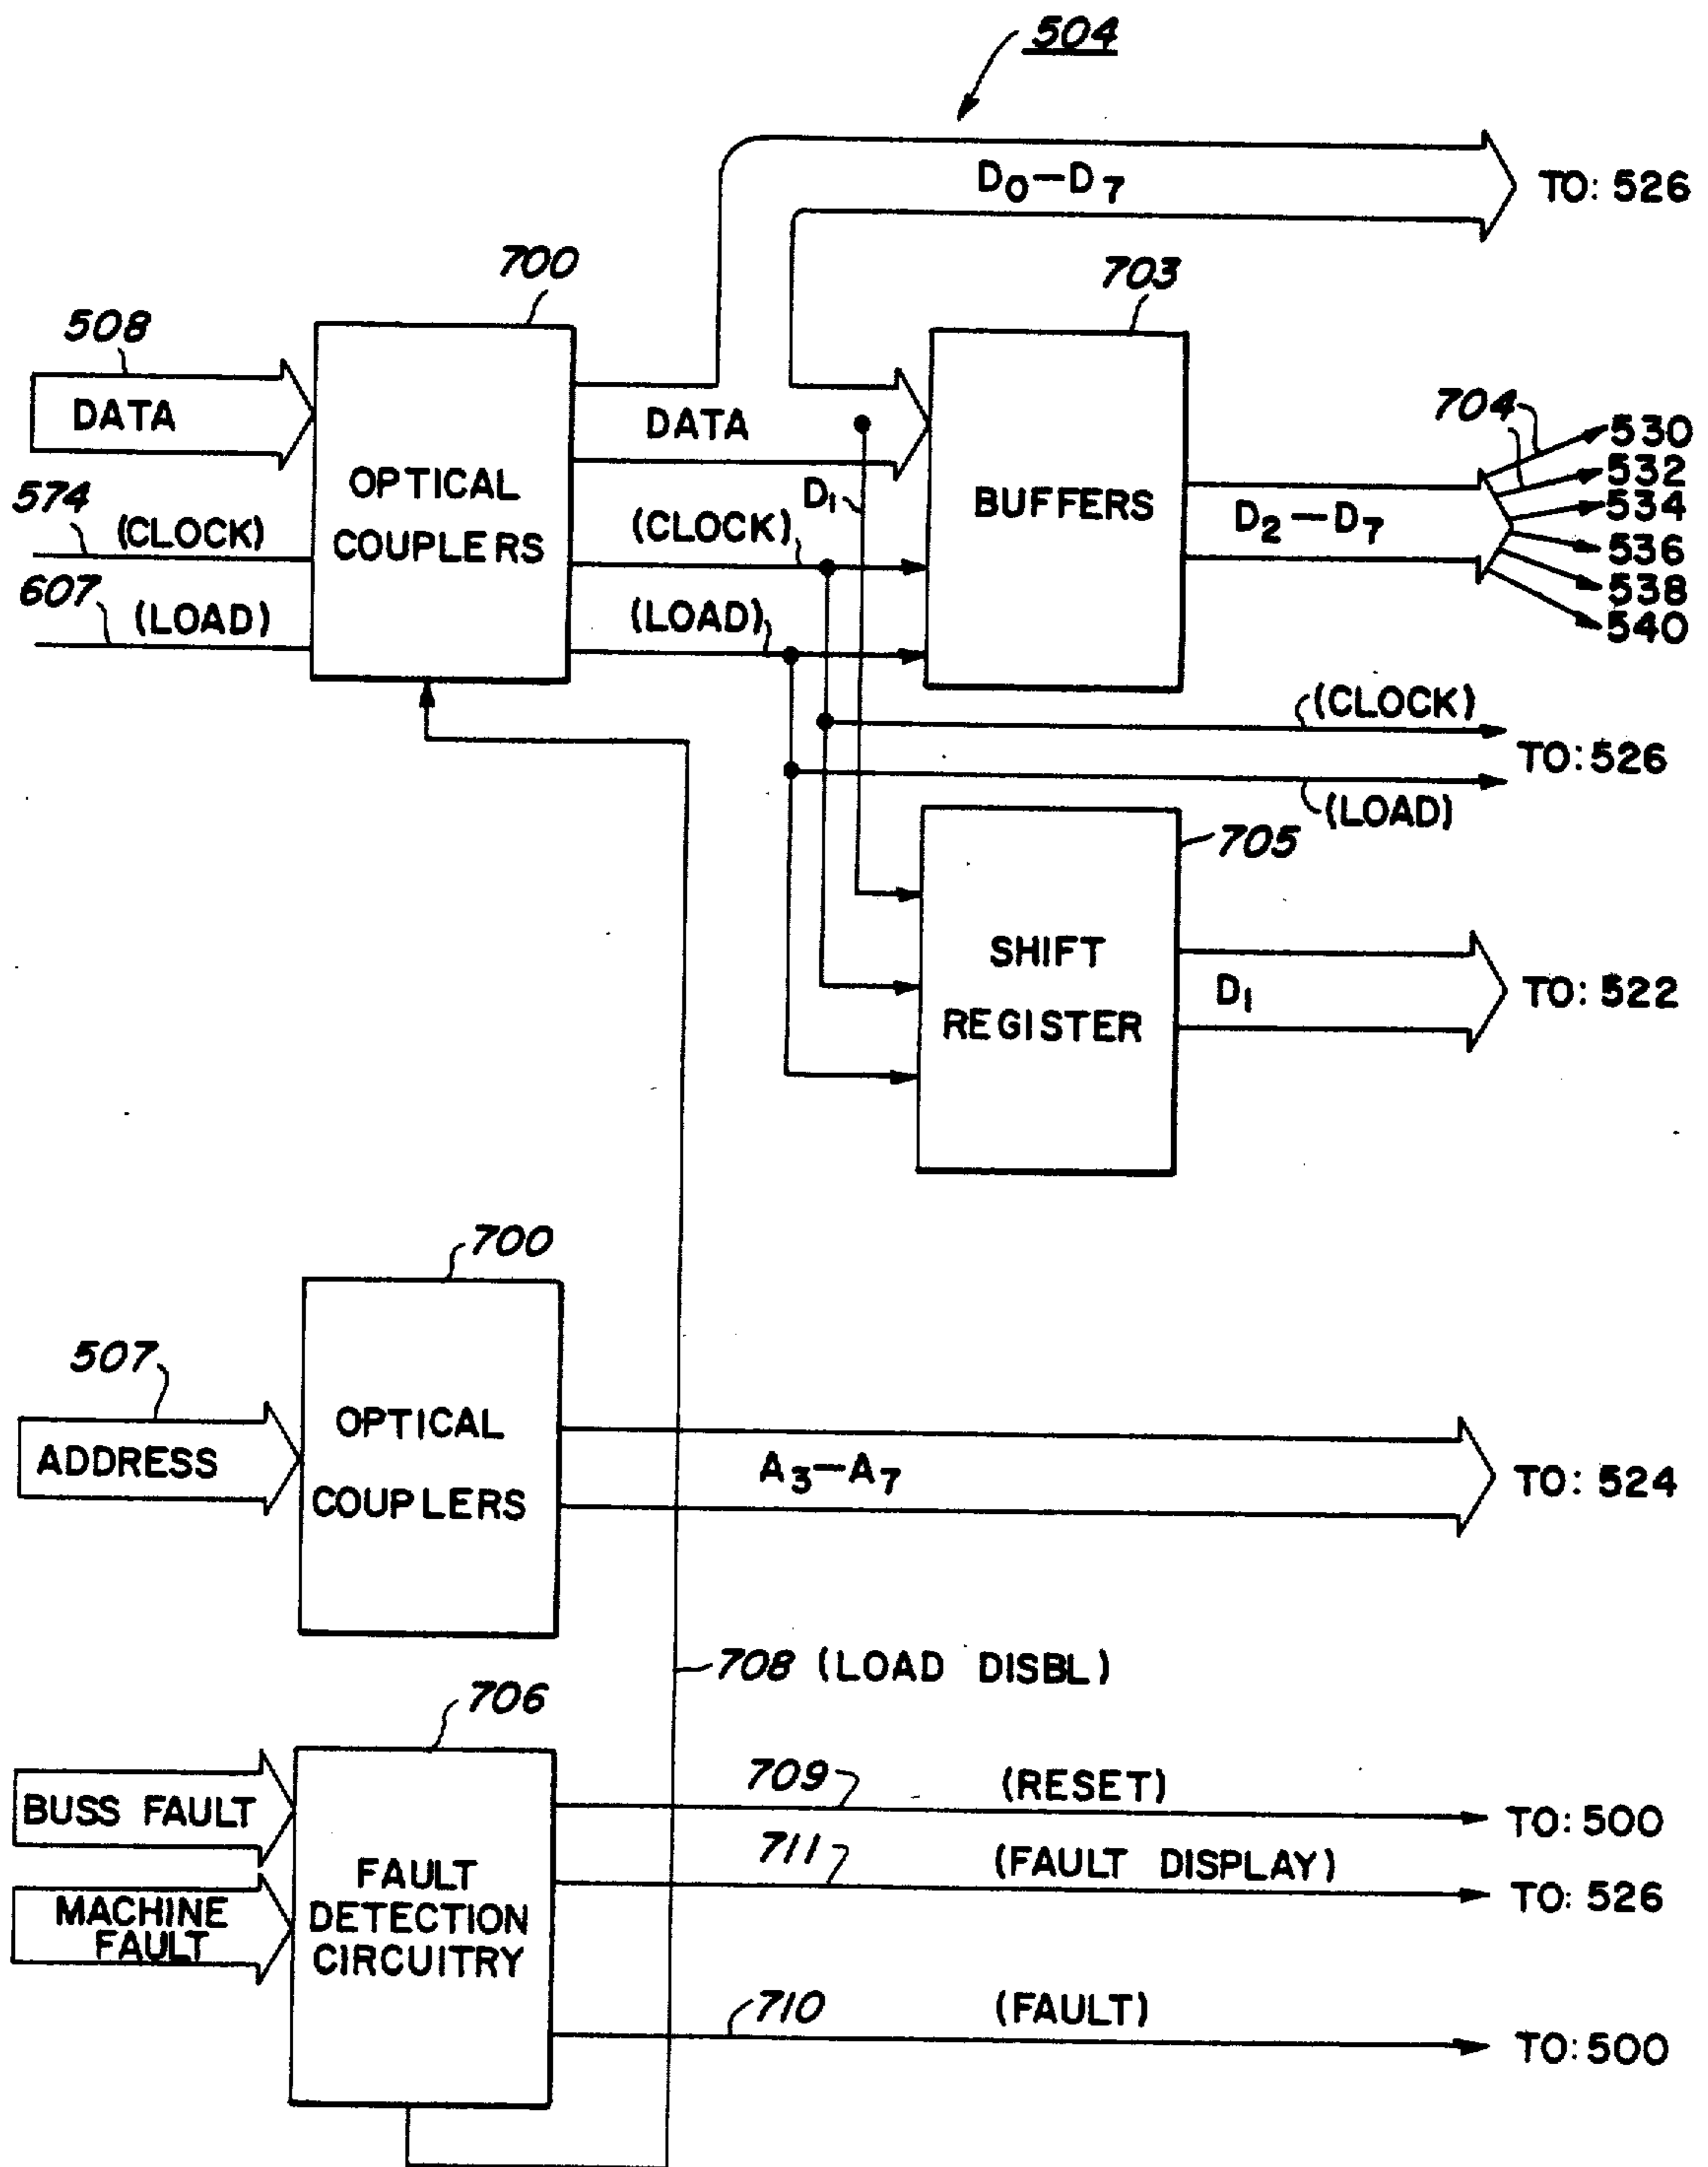 504
D0–D7
TO: 526
700
703
508
DATA
OPTICAL
COUPLERS
DATA
D1
BUFFERS
D2–D7
704
530
532
534
536
538
540
574
(CLOCK)
(CLOCK)
607
(LOAD)
(LOAD)
(CLOCK)
TO: 526
(LOAD)
705
SHIFT
REGISTER
D1
TO: 522
700
507
ADDRESS
OPTICAL
COUPLERS
A3–A7
TO: 524
708 (LOAD DISBL)
706
BUSS FAULT
MACHINE
FAULT
FAULT
DETECTION
CIRCUITRY
709
(RESET)
TO: 500
711
(FAULT DISPLAY)
TO: 526
710
(FAULT)
TO: 500